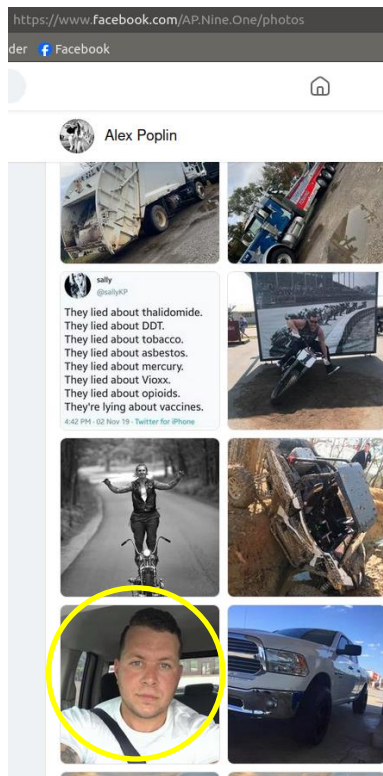 https://www.facebook.com/AP.Nine.One/photos
der Facebook
Alex Poplin
sally
@sallyKP
They lied about thalidomide.
They lied about DDT.
They lied about tobacco.
They lied about asbestos.
They lied about mercury.
They lied about Vioxx.
They lied about opioids.
They're lying about vaccines.
4:42 PM · 02 Nov 19 · Twitter for iPhone